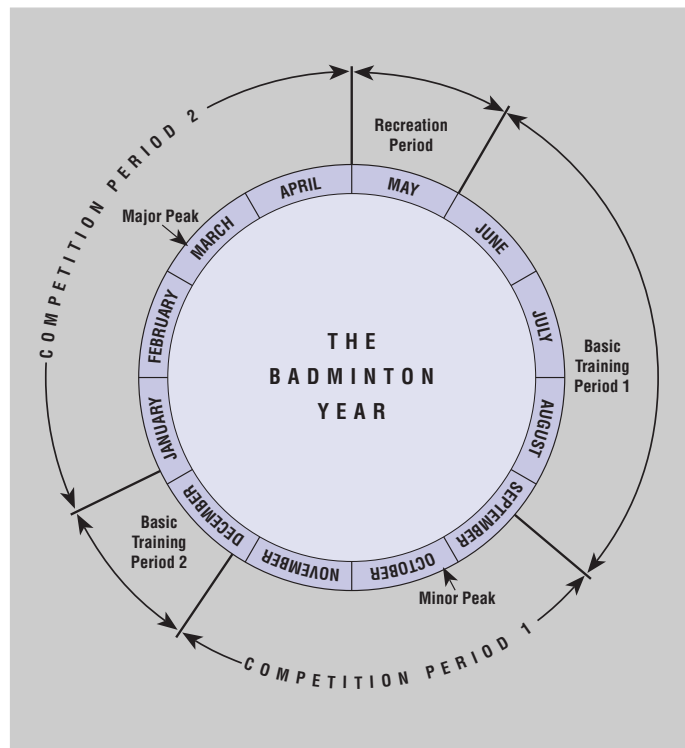 THE
BADMINTON
YEAR
MAY
JUNE
JULY
AUGUST
SEPTEMBER
OCTOBER
NOVEMBER
DECEMBER
JANUARY
FEBRUARY
MARCH
APRIL
Recreation
Period
Basic
Training
Period 1
COMPETITION PERIOD 1
Minor Peak
Basic
Training
Period 2
COMPETITION PERIOD 2
Major Peak